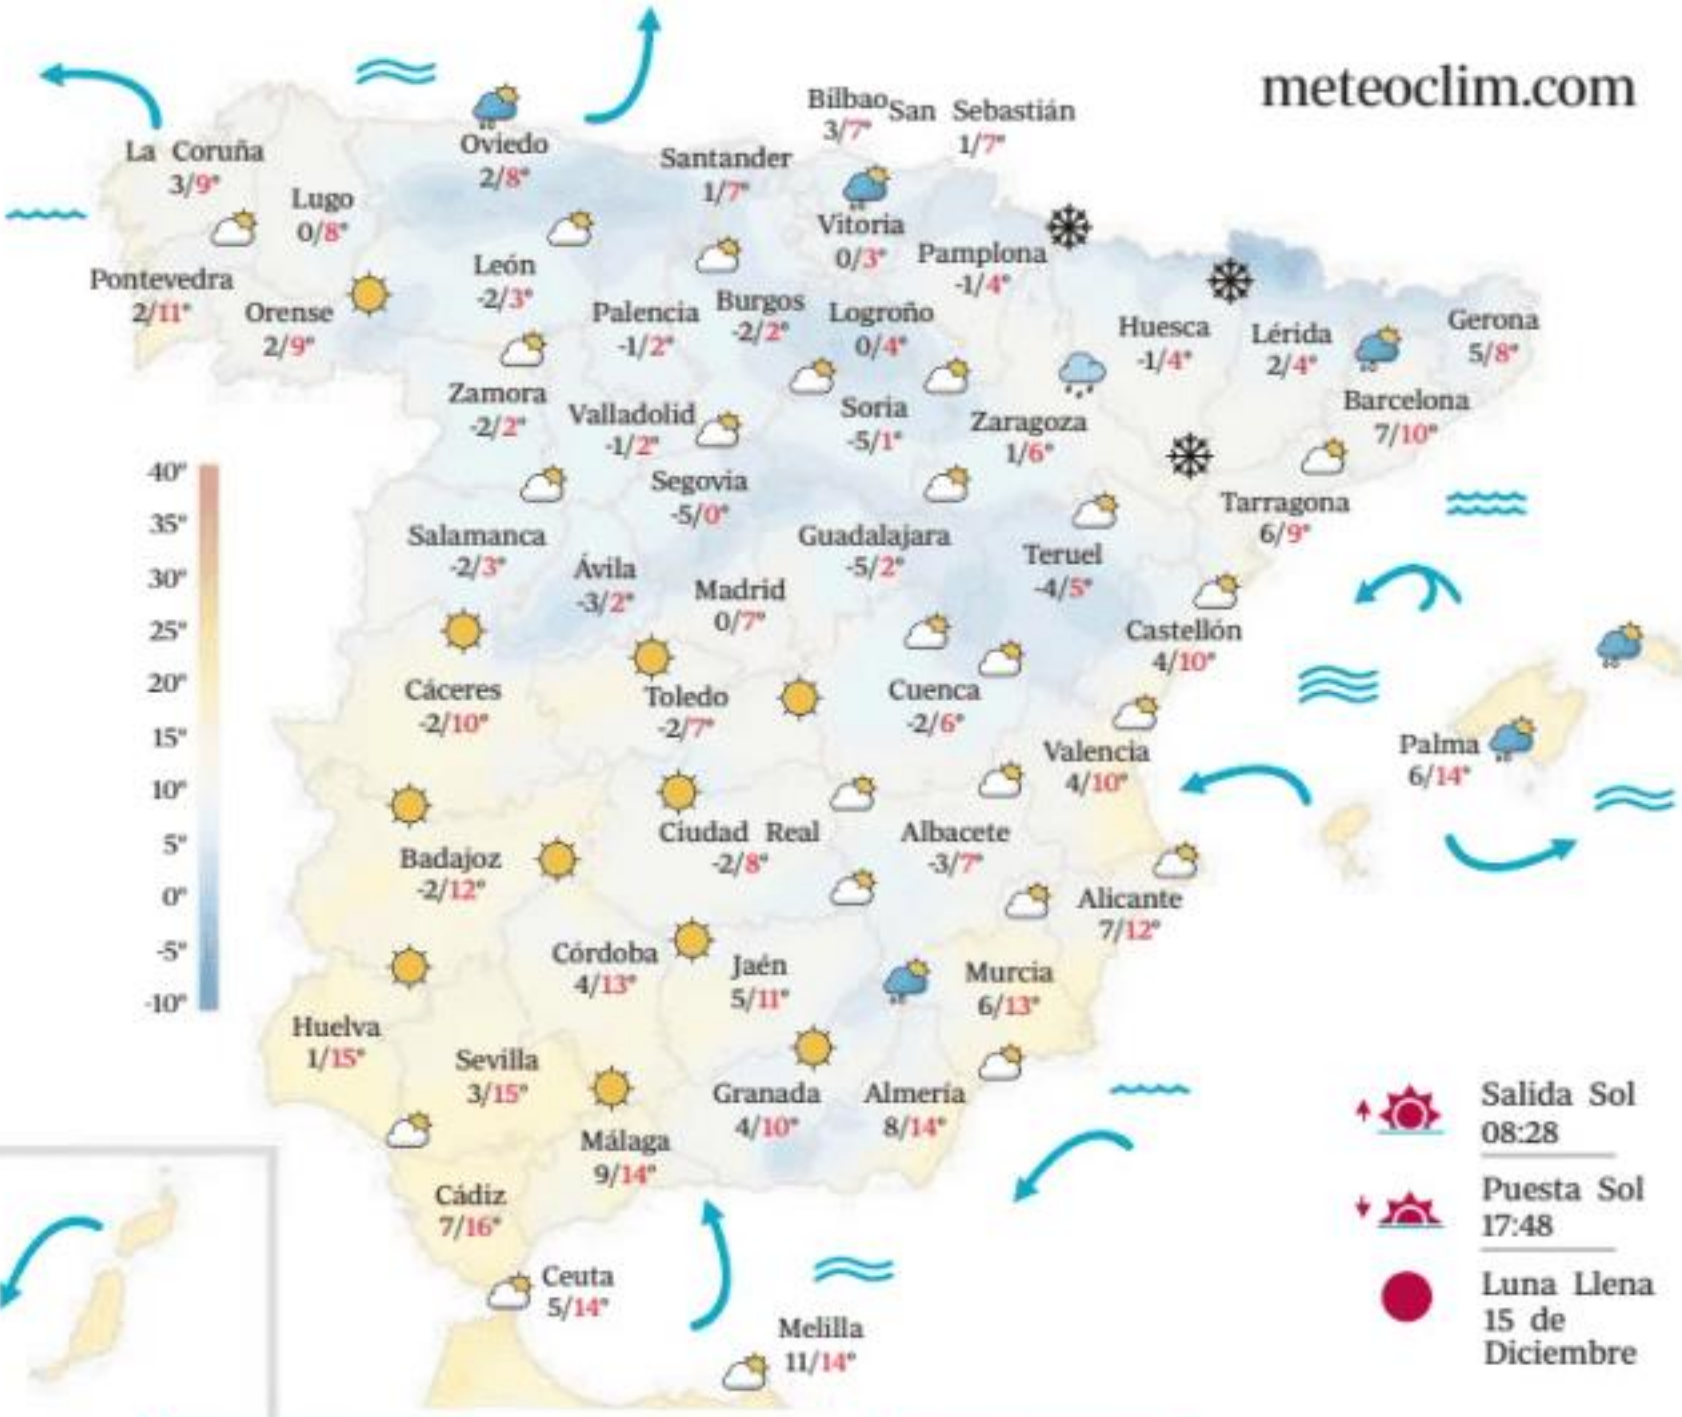 meteoclim.com
Bilbao
3/7°
San Sebastián
1/7°
La Coruña
3/9°
Oviedo
2/8°
Santander
1/7°
Lugo
0/8°
Vitoria
0/3°
Pamplona
-1/4°
Pontevedra
2/11°
Orense
2/9°
León
-2/3°
Palencia
-1/2°
Burgos
-2/2°
Logroño
0/4°
Huesca
-1/4°
Lérida
2/4°
Gerona
5/8°
Zamora
-2/2°
Valladolid
-1/2°
Soria
-5/1°
Zaragoza
1/6°
Barcelona
7/10°
Segovia
-5/0°
Tarragona
6/9°
Salamanca
-2/3°
Ávila
-3/2°
Guadalajara
-5/2°
Teruel
-4/5°
Madrid
0/7°
Castellón
4/10°
Cáceres
-2/10°
Toledo
-2/7°
Cuenca
-2/6°
Valencia
4/10°
Palma
6/14°
Badajoz
-2/12°
Ciudad Real
-2/8°
Albacete
-3/7°
Alicante
7/12°
Córdoba
4/13°
Jaén
5/11°
Murcia
6/13°
Huelva
1/15°
Sevilla
3/15°
Granada
4/10°
Almería
8/14°
Málaga
9/14°
Cádiz
7/16°
Ceuta
5/14°
Melilla
11/14°
40°
35°
30°
25°
20°
15°
10°
5°
0°
-5°
-10°
Salida Sol
08:28
Puesta Sol
17:48
Luna Llena
15 de
Diciembre